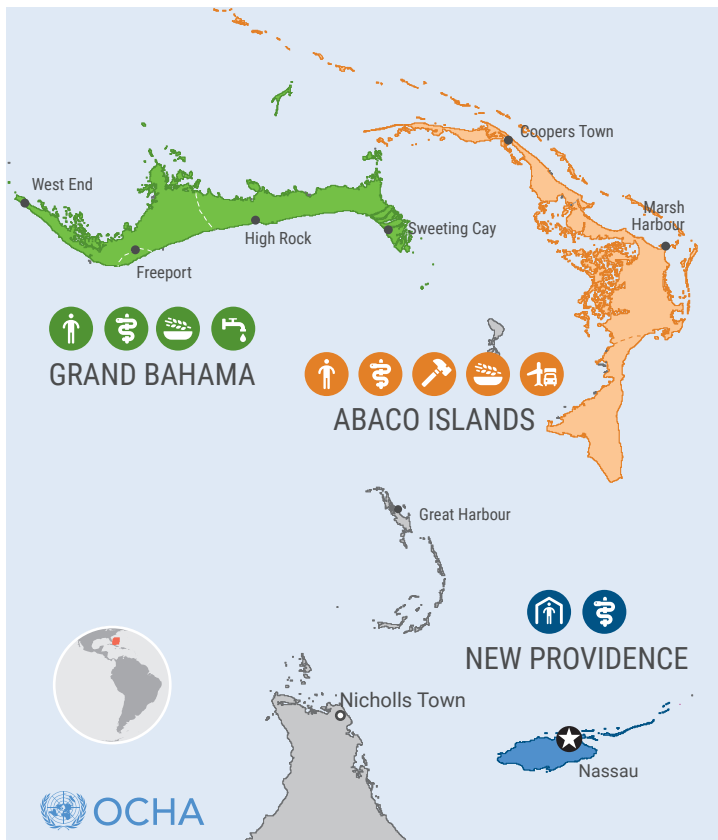 Coopers Town
West End
Marsh
Harbour
Sweeting Cay
High Rock
Freeport
GRAND BAHAMA
ABACO ISLANDS
Great Harbour
NEW PROVIDENCE
Nicholls Town
Nassau
OCHA